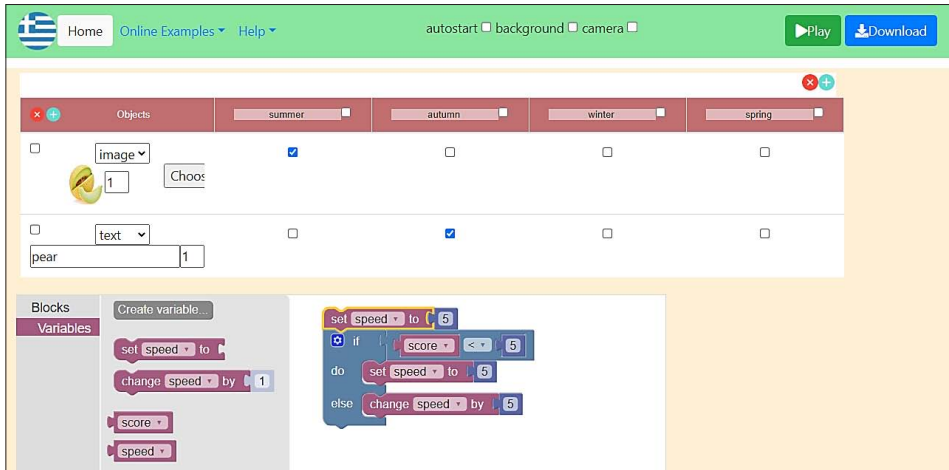 Home Online Examples Help autostart background camera Play Download
Objects summer autumn winter spring
image
1 Choos
text
pear 1
Blocks
Variables
Create variable...
set speed to
change speed by 1
score
speed
set speed to 5
if score < 5
do set speed to 5
else change speed by 5